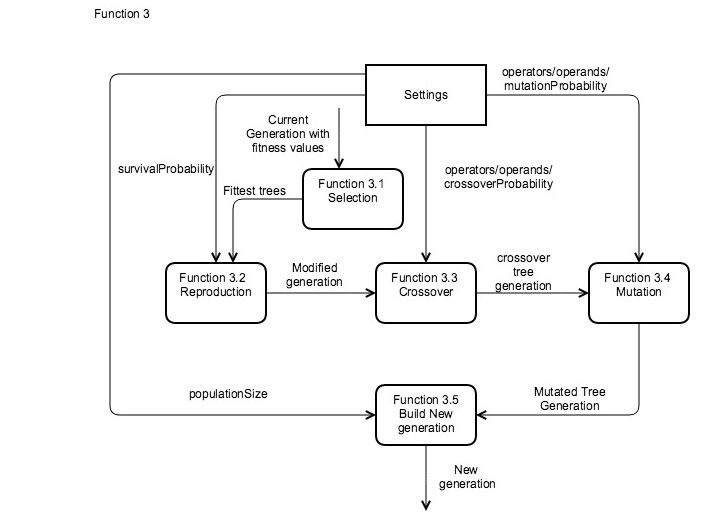 Function 3
operators/operands/
mutationProbability
Settings
Current
Generation with
fitness values
survivalProbability
operators/operands/
crossoverProbability
Function 3.1
Selection
Fittest trees
crossover
tree
generation
Modified
generation
Function 3.2
Reproduction
Function 3.3
Crossover
Function 3.4
Mutation
populationSize
Function 3.5
Build New
generation
Mutated Tree
Generation
New
generation